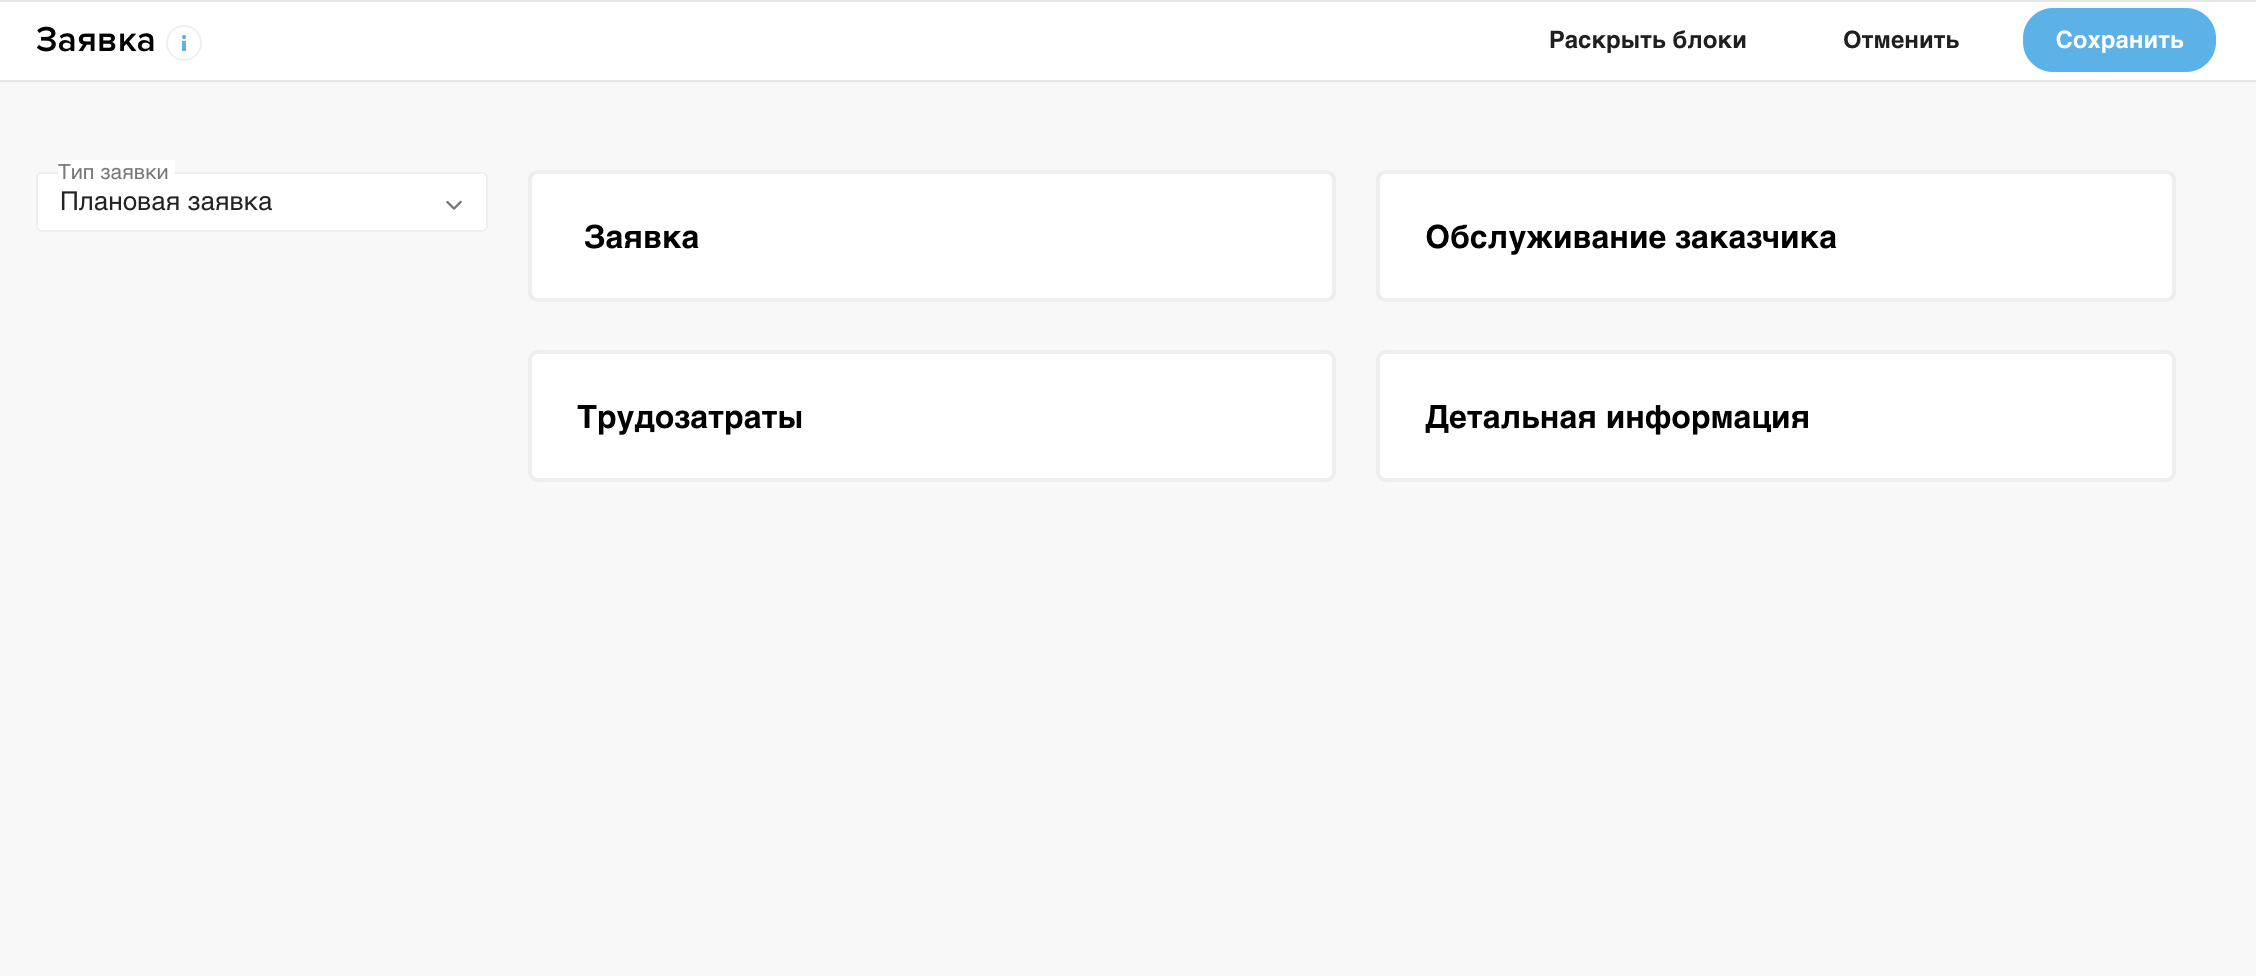 Заявка
Раскрыть блоки
Отменить
Сохранить
Тип заявки
Плановая заявка
Заявка
Обслуживание заказчика
Трудозатраты
Детальная информация